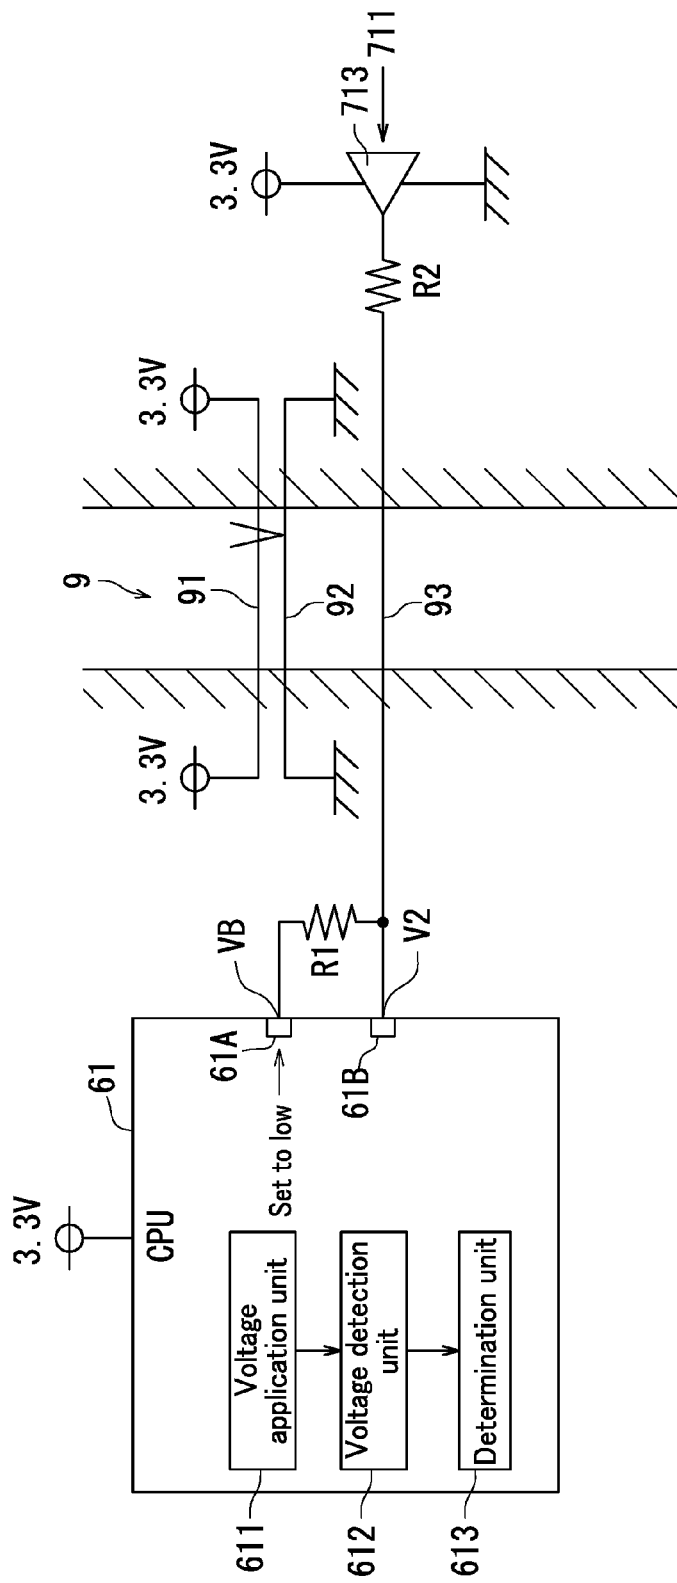 3. 3V
61
CPU
Voltage
application unit
611
Voltage detection
unit
612
Determination unit
613
Set to low
61A
61B
VB
V2
R1
3. 3V
9
91
92
93
3. 3V
R2
3. 3V
713
711